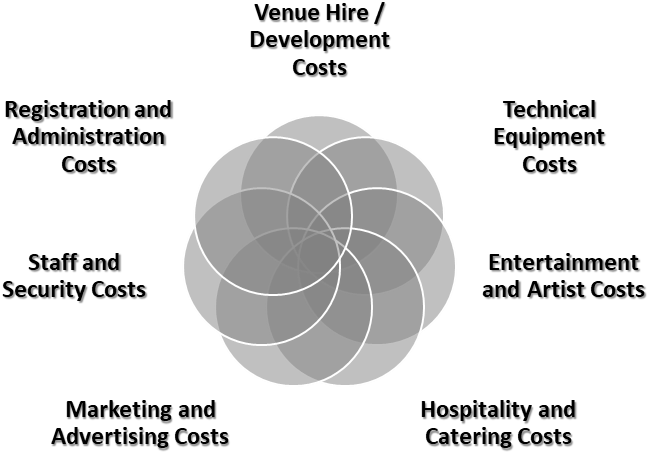 Venue Hire /
Development
Costs
Technical
Equipment
Costs
Entertainment
and Artist Costs
Hospitality and
Catering Costs
Marketing and
Advertising Costs
Staff and
Security Costs
Registration and
Administration
Costs